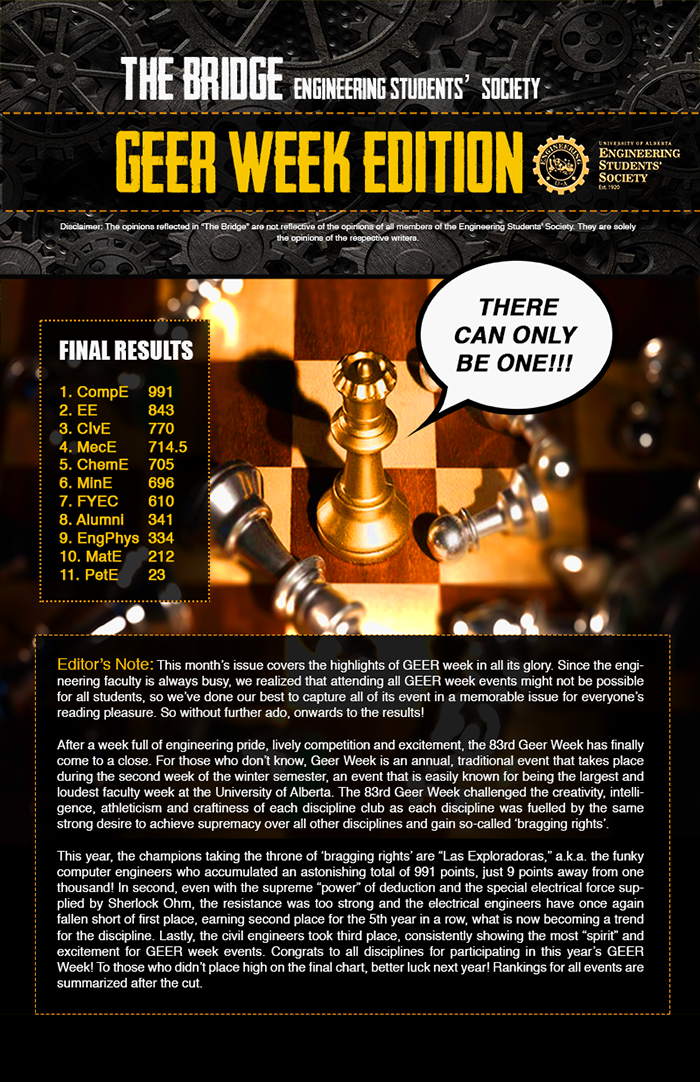 THE BRIDGE ENGINEERING STUDENTS' SOCIETY
GEER WEEK EDITION
ENGINEERING
U of A
UNIVERSITY OF ALBERTA
ENGINEERING
STUDENTS'
SOCIETY
Est. 1920
Disclaimer: The opinions reflected in "The Bridge" are not reflective of the opinions of all members of the Engineering Students' Society. They are solely
the opinions of the respective writers.
THERE
CAN ONLY
BE ONE!!!
FINAL RESULTS
1. CompE 991
2. EE 843
3. CivE 770
4. MecE 714.5
5. ChemE 705
6. MinE 696
7. FYEC 610
8. Alumni 341
9. EngPhys 334
10. MatE 212
11. PetE 23
Editor's Note: This month's issue covers the highlights of GEER week in all its glory. Since the engi-
neering faculty is always busy, we realized that attending all GEER week events might not be possible
for all students, so we've done our best to capture all of its event in a memorable issue for everyone's
reading pleasure. So without further ado, onwards to the results!
After a week full of engineering pride, lively competition and excitement, the 83rd Geer Week has finally
come to a close. For those who don't know, Geer Week is an annual, traditional event that takes place
during the second week of the winter semester, an event that is easily known for being the largest and
loudest faculty week at the University of Alberta. The 83rd Geer Week challenged the creativity, intelli-
gence, athleticism and craftiness of each discipline club as each discipline was fuelled by the same
strong desire to achieve supremacy over all other disciplines and gain so-called 'bragging rights'.
This year, the champions taking the throne of 'bragging rights' are "Las Exploradoras," a.k.a. the funky
computer engineers who accumulated an astonishing total of 991 points, just 9 points away from one
thousand! In second, even with the supreme "power" of deduction and the special electrical force sup-
plied by Sherlock Ohm, the resistance was too strong and the electrical engineers have once again
fallen short of first place, earning second place for the 5th year in a row, what is now becoming a trend
for the discipline. Lastly, the civil engineers took third place, consistently showing the most "spirit" and
excitement for GEER week events. Congrats to all disciplines for participating in this year's GEER
Week! To those who didn't place high on the final chart, better luck next year! Rankings for all events are
summarized after the cut.